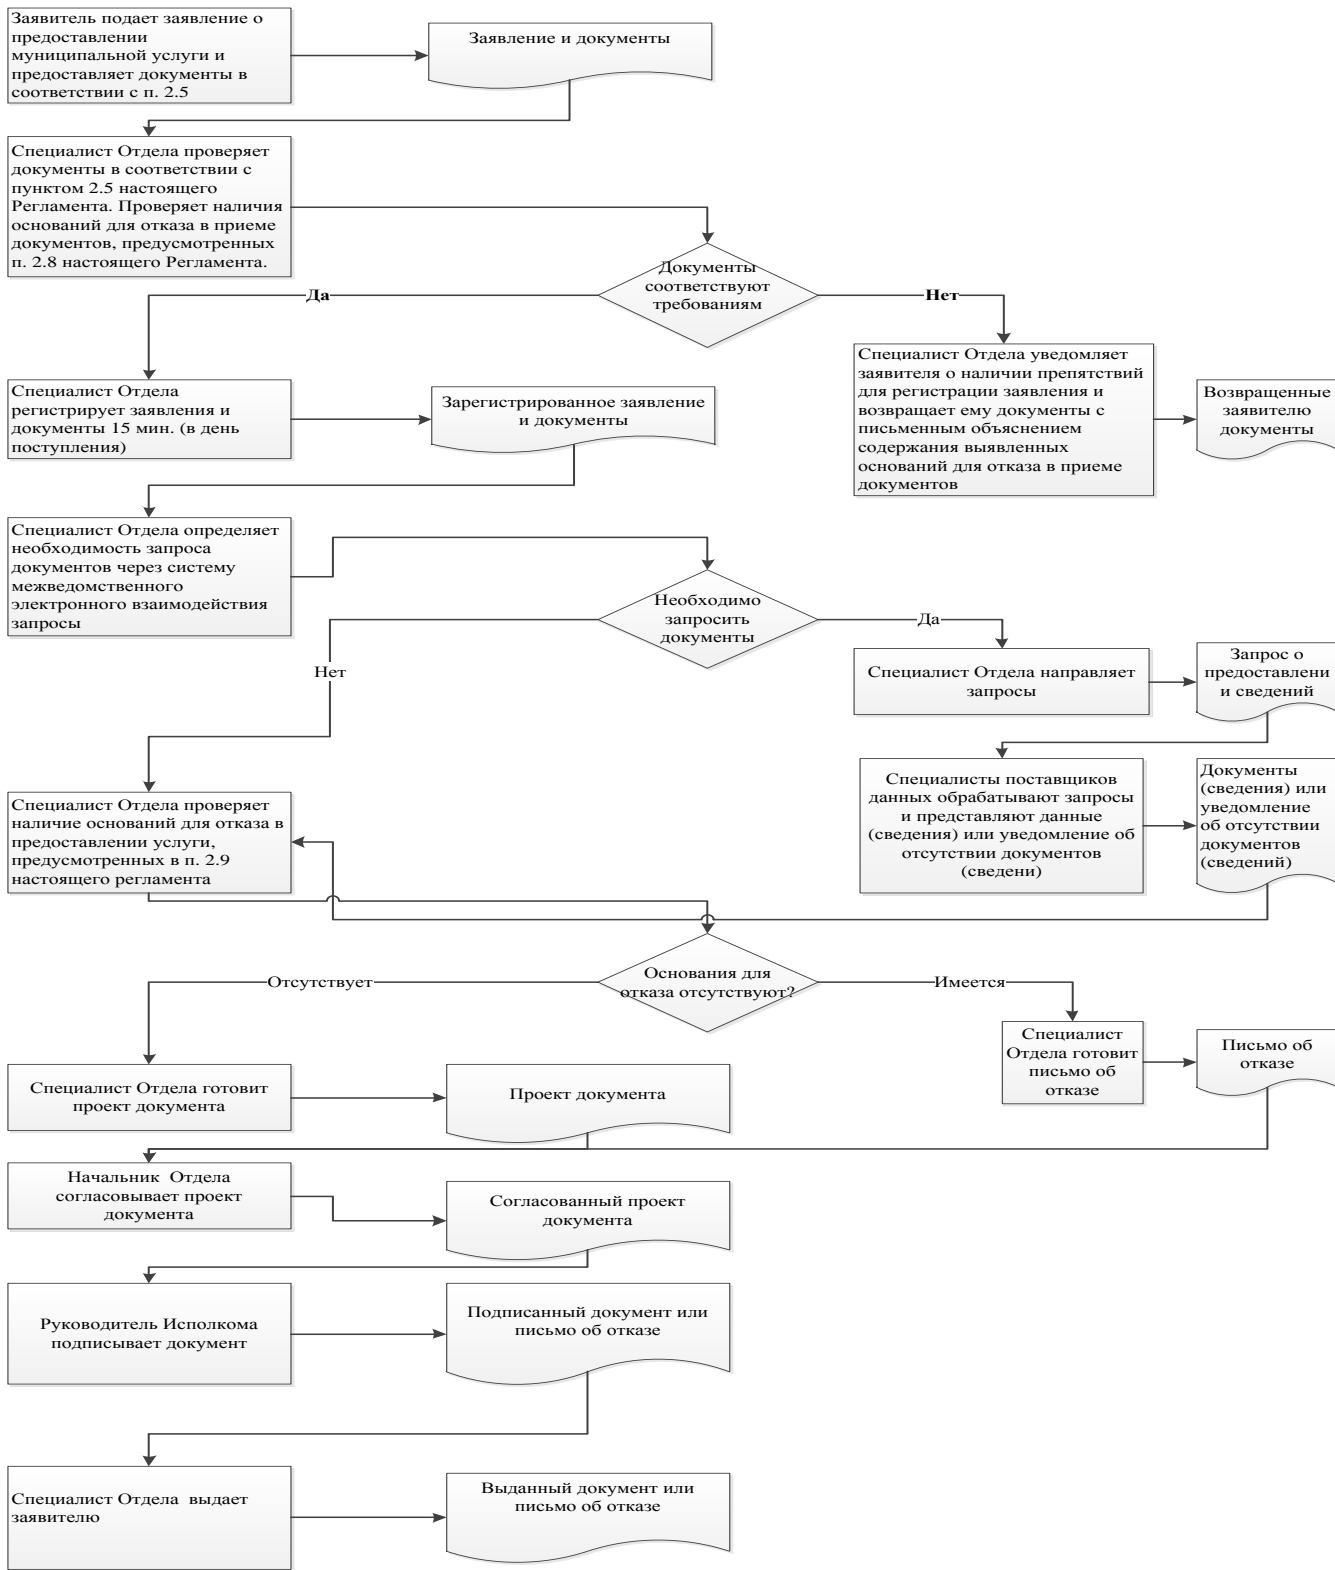 Заявитель подает заявление о
предоставлении
муниципальной услуги и
предоставляет документы в
соответствии с п. 2.5
Заявление и документы
Специалист Отдела проверяет
документы в соответствии с
пунктом 2.5 настоящего
Регламента. Проверяет наличия
оснований для отказа в приеме
документов, предусмотренных
п. 2.8 настоящего Регламента.
Документы
соответствуют
требованиям
Да
Нет
Специалист Отдела
регистрирует заявления и
документы 15 мин. (в день
поступления)
Зарегистрированное заявление
и документы
Специалист Отдела уведомляет
заявителя о наличии препятствий
для регистрации заявления и
возвращает ему документы с
письменным объяснением
содержания выявленных
оснований для отказа в приеме
документов
Возвращенные
заявителю
документы
Специалист Отдела определяет
необходимость запроса
документов через систему
межведомственного
электронного взаимодействия
запросы
Необходимо
запросить
документы
Да
Нет
Специалист Отдела направляет
запросы
Запрос о
предоставлени
и сведений
Специалисты поставщиков
данных обрабатывают запросы
и представляют данные
(сведения) или уведомление об
отсутствии документов
(сведени)
Документы
(сведения) или
уведомление
об отсутствии
документов
(сведений)
Специалист Отдела проверяет
наличие оснований для отказа в
предоставлении услуги,
предусмотренных в п. 2.9
настоящего регламента
Основания для
отказа отсутствуют?
Отсутствует
Имеется
Специалист
Отдела готовит
письмо об
отказе
Письмо об
отказе
Специалист Отдела готовит
проект документа
Проект документа
Начальник Отдела
согласовывает проект
документа
Согласованный проект
документа
Руководитель Исполкома
подписывает документ
Подписанный документ или
письмо об отказе
Специалист Отдела выдает
заявителю
Выданный документ или
письмо об отказе